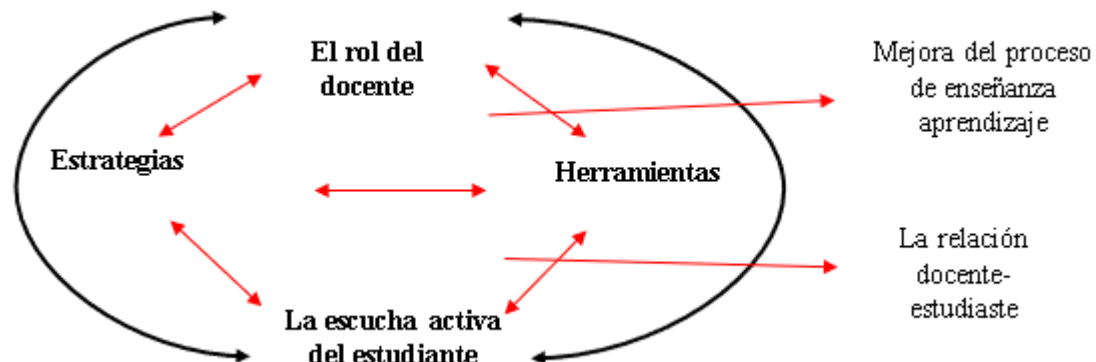 El rol del
docente
Mejora del proceso
de enseñanza
aprendizaje
Estrategias
Herramientas
La relación
docente-
estudiaste
La escucha activa
del estudiante